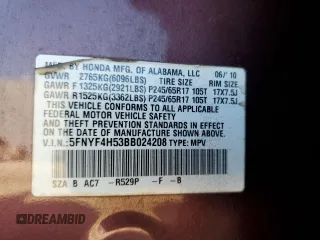 MFD. BY HONDA MFG. OF ALABAMA, LLC 06/ 10
GVWR 2765KG(6096LBS) TIRE SIZE RIM SIZE
GAWR F1325KG(2921LBS) P245/65R17 105T 17X7.5J
GAWR R1525KG(3362LBS) P245/65R17 105T 17X7.5J
THIS VEHICLE CONFORMS TO ALL APPLICABLE
FEDERAL MOTOR VEHICLE SAFETY
AND THEFT PREVENTION STANDARDS IN EFFECT
ON THE DATE OF MANUFACTURE SHOWN ABOVE.
V.I.N.: 5FNYF4H53BB024208 TYPE: MPV
SZA B AC7 -R529P -F -B
DREAMBID